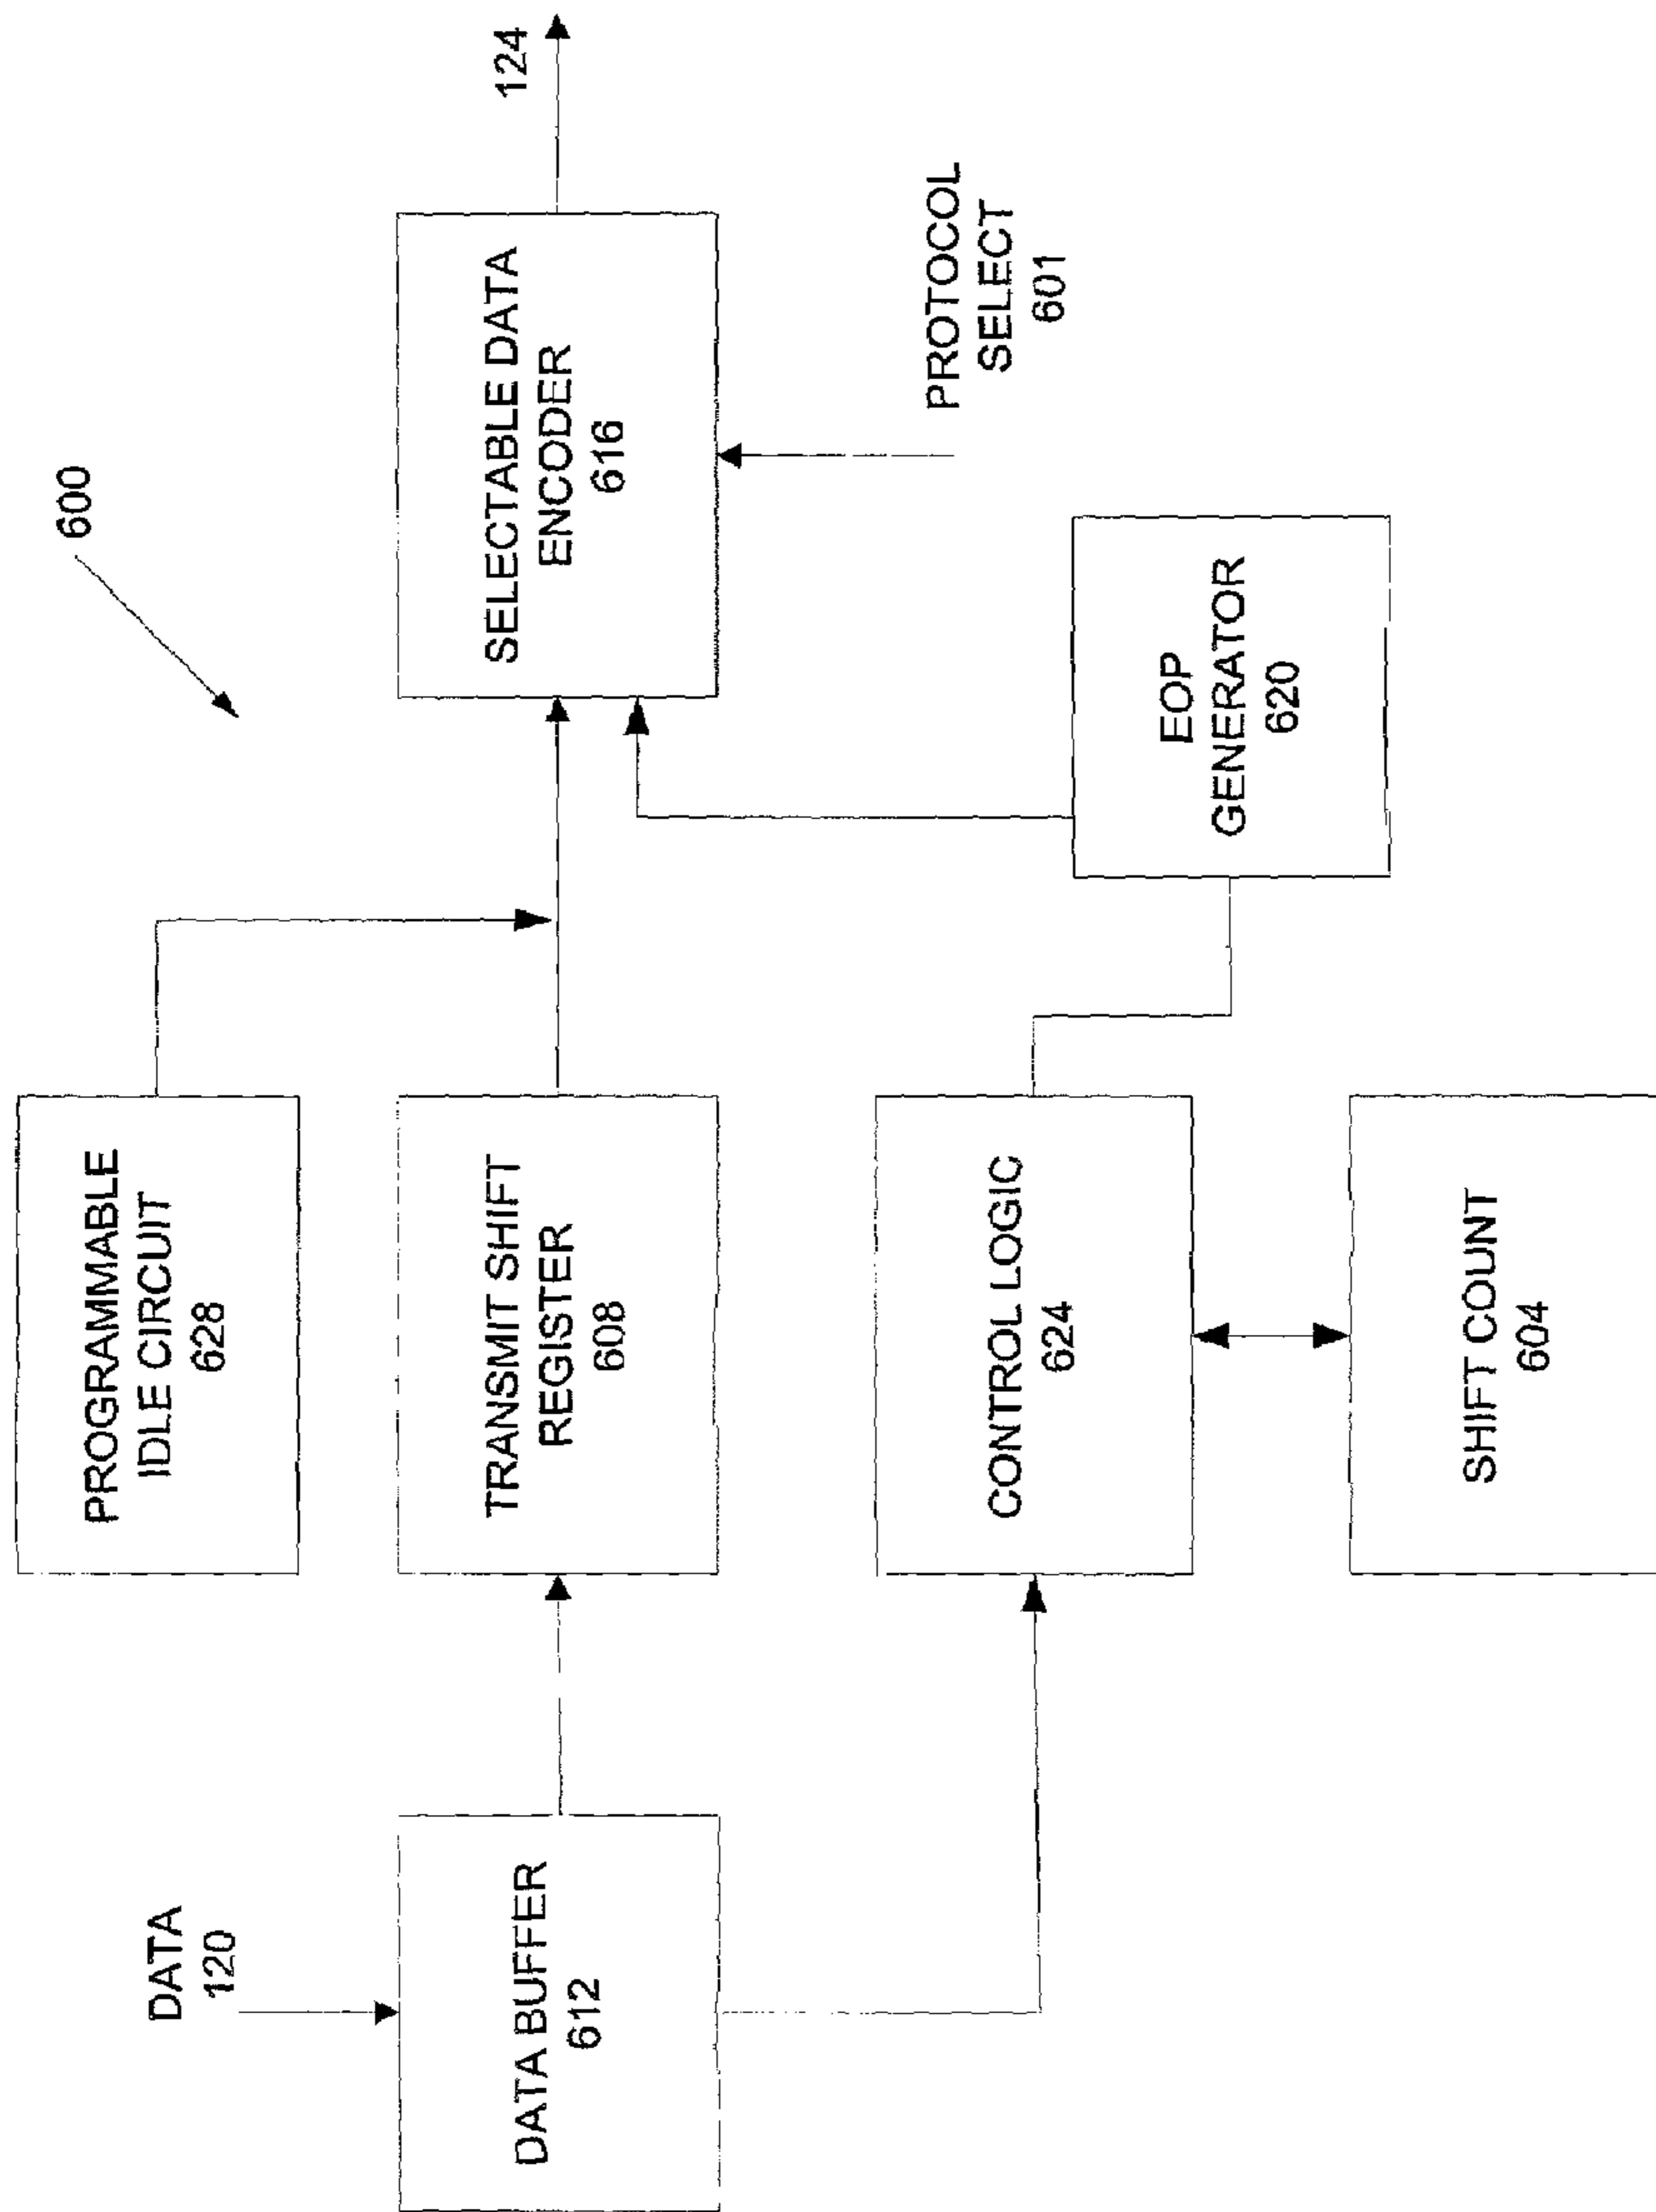 600
DATA
120
DATA BUFFER
612
PROGRAMMABLE
IDLE CIRCUIT
628
TRANSMIT SHIFT
REGISTER
608
CONTROL LOGIC
624
SHIFT COUNT
604
SELECTABLE DATA
ENCODER
616
124
PROTOCOL
SELECT
601
EOP
GENERATOR
620